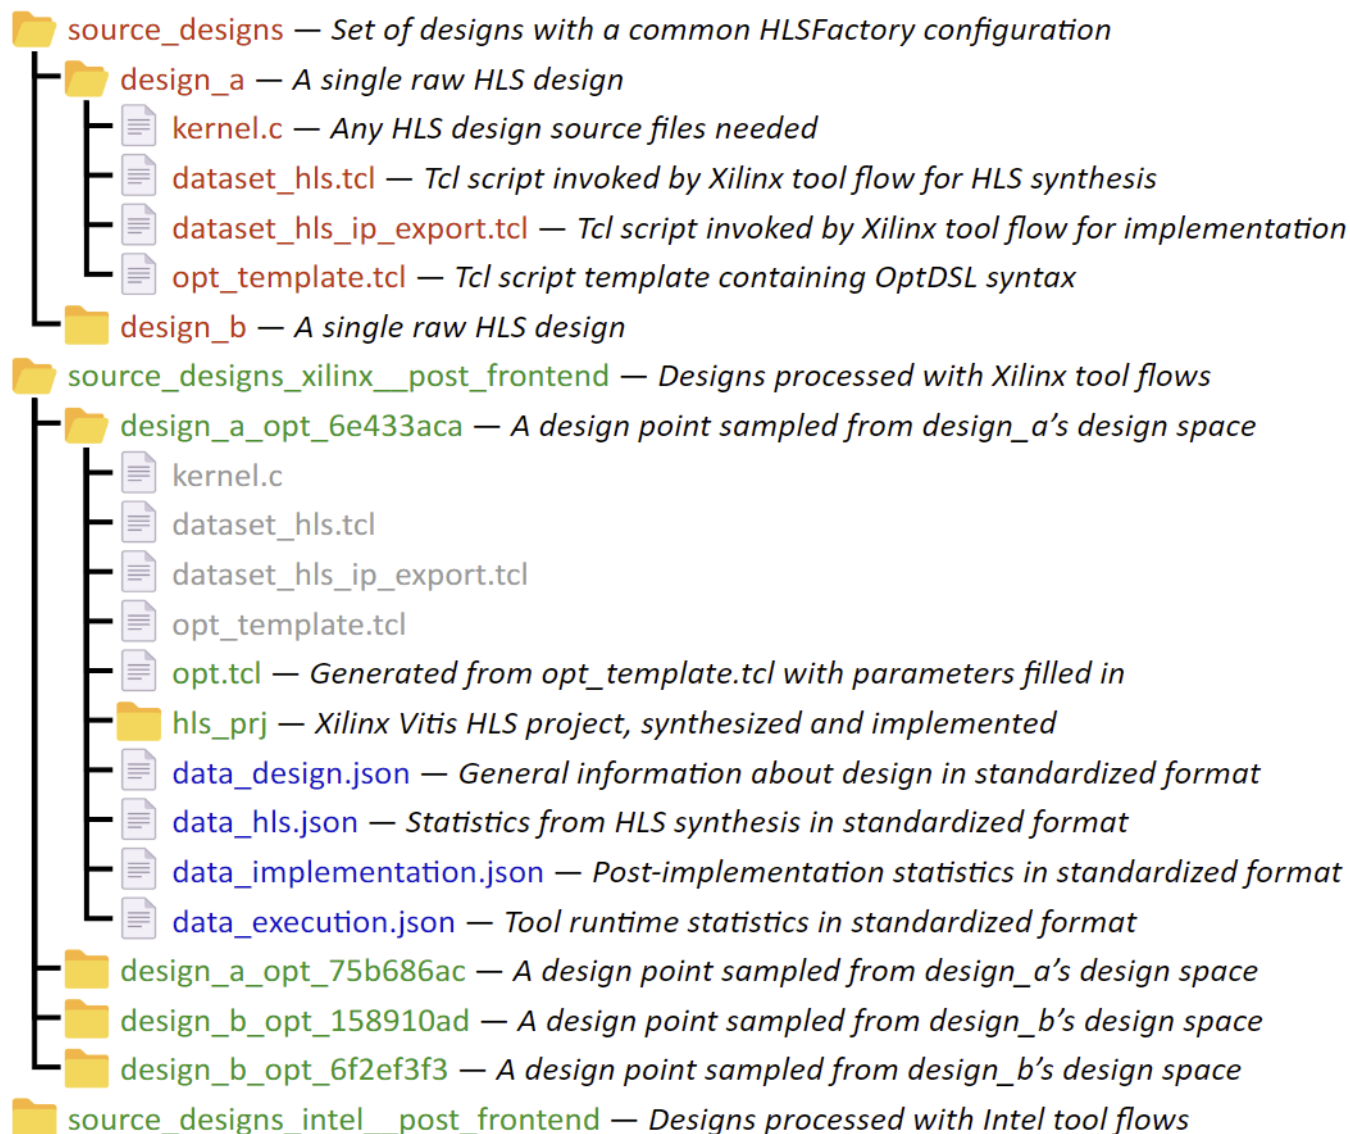 source_designs — Set of designs with a common HLSFactory configuration
design_a — A single raw HLS design
kernel.c — Any HLS design source files needed
dataset_hls.tcl — Tcl script invoked by Xilinx tool flow for HLS synthesis
dataset_hls_ip_export.tcl — Tcl script invoked by Xilinx tool flow for implementation
opt_template.tcl — Tcl script template containing OptDSL syntax
design_b — A single raw HLS design
source_designs_xilinx__post_frontend — Designs processed with Xilinx tool flows
design_a_opt_6e433aca — A design point sampled from design_a’s design space
kernel.c
dataset_hls.tcl
dataset_hls_ip_export.tcl
opt_template.tcl
opt.tcl — Generated from opt_template.tcl with parameters filled in
hls_prj — Xilinx Vitis HLS project, synthesized and implemented
data_design.json — General information about design in standardized format
data_hls.json — Statistics from HLS synthesis in standardized format
data_implementation.json — Post-implementation statistics in standardized format
data_execution.json — Tool runtime statistics in standardized format
design_a_opt_75b686ac — A design point sampled from design_a’s design space
design_b_opt_158910ad — A design point sampled from design_b’s design space
design_b_opt_6f2ef3f3 — A design point sampled from design_b’s design space
source_designs_intel__post_frontend — Designs processed with Intel tool flows